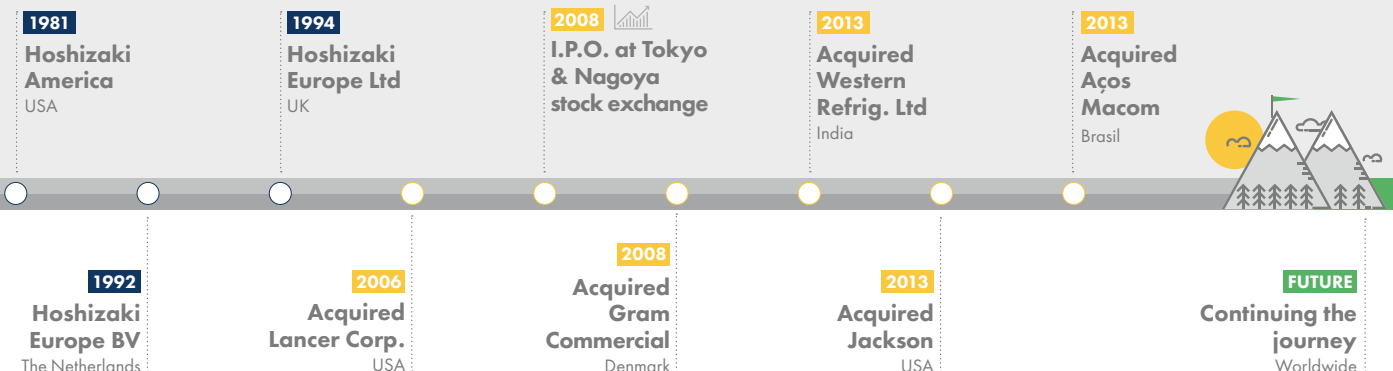 1981
Hoshizaki
America
USA
1994
Hoshizaki
Europe Ltd
UK
2008
I.P.O. at Tokyo
& Nagoya
stock exchange
2013
Acquired
Western
Refrig. Ltd
India
2013
Acquired
Aços
Macom
Brasil
1992
Hoshizaki
Europe BV
The Netherlands
2006
Acquired
Lancer Corp.
USA
2008
Acquired
Gram
Commercial
Denmark
2013
Acquired
Jackson
USA
FUTURE
Continuing the
journey
Worldwide